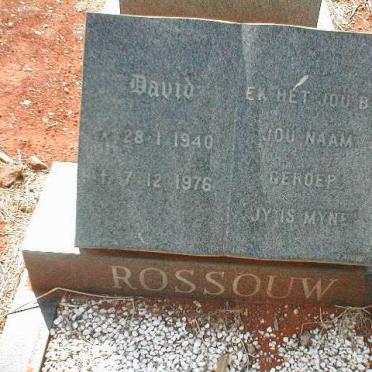 David
28·1·1940
7·12·1976
EK HET JOU B
JOU NAAM
GEROEP
JY IS MYNE
ROSSOUW